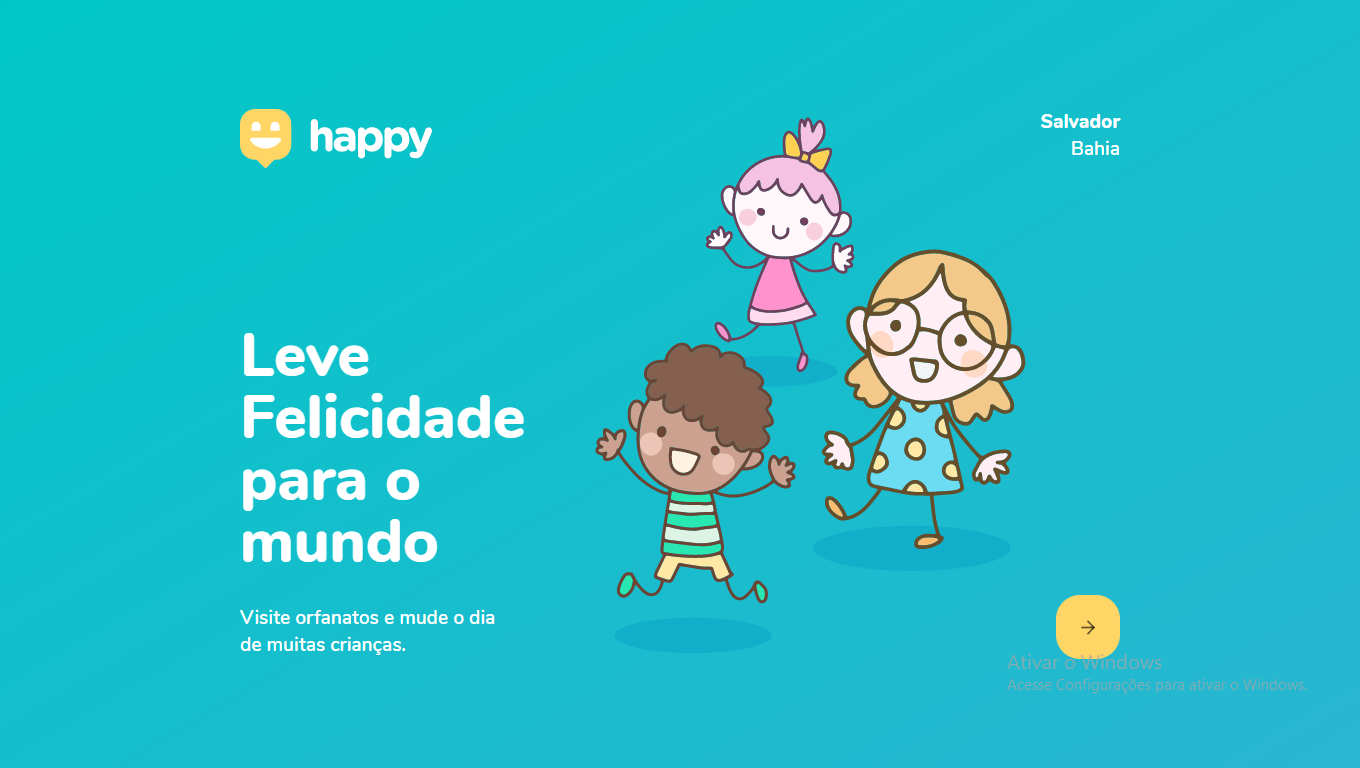 happy
Salvador
Bahia
Leve
Felicidade
para o
mundo
Visite orfanatos e mude o dia
de muitas crianças.
Ativar o Windows
Acesse Configurações para ativar o Windows.